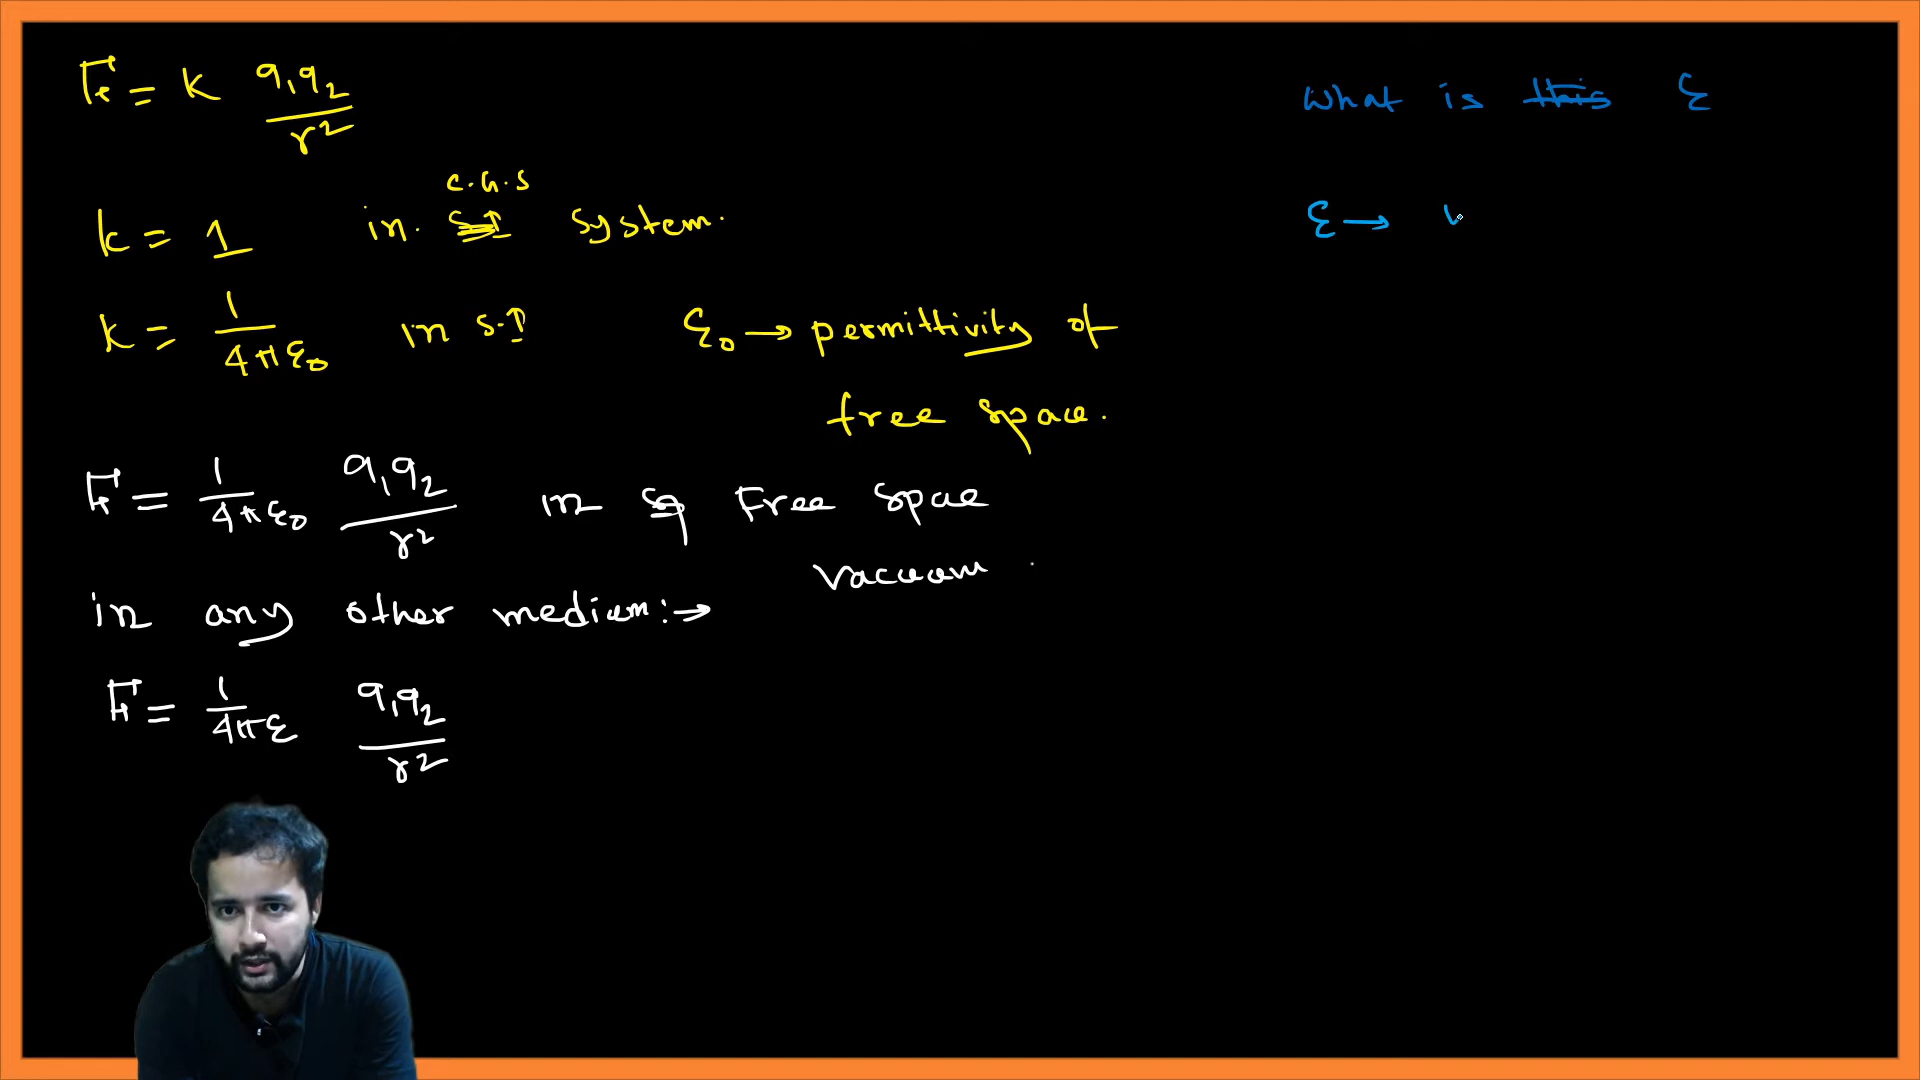 F⃗ = k q₁q₂/r²
k = 1 in. C.G.S system.
k = 1/4πε₀ in S.I
ε₀ → permittivity of
free space.
F⃗ = 1/4πε₀ q₁q₂/r² in Free Spae
vacuum.
in any other medium:→
F⃗ = 1/4πε q₁q₂/r²
What is this ε
ε →